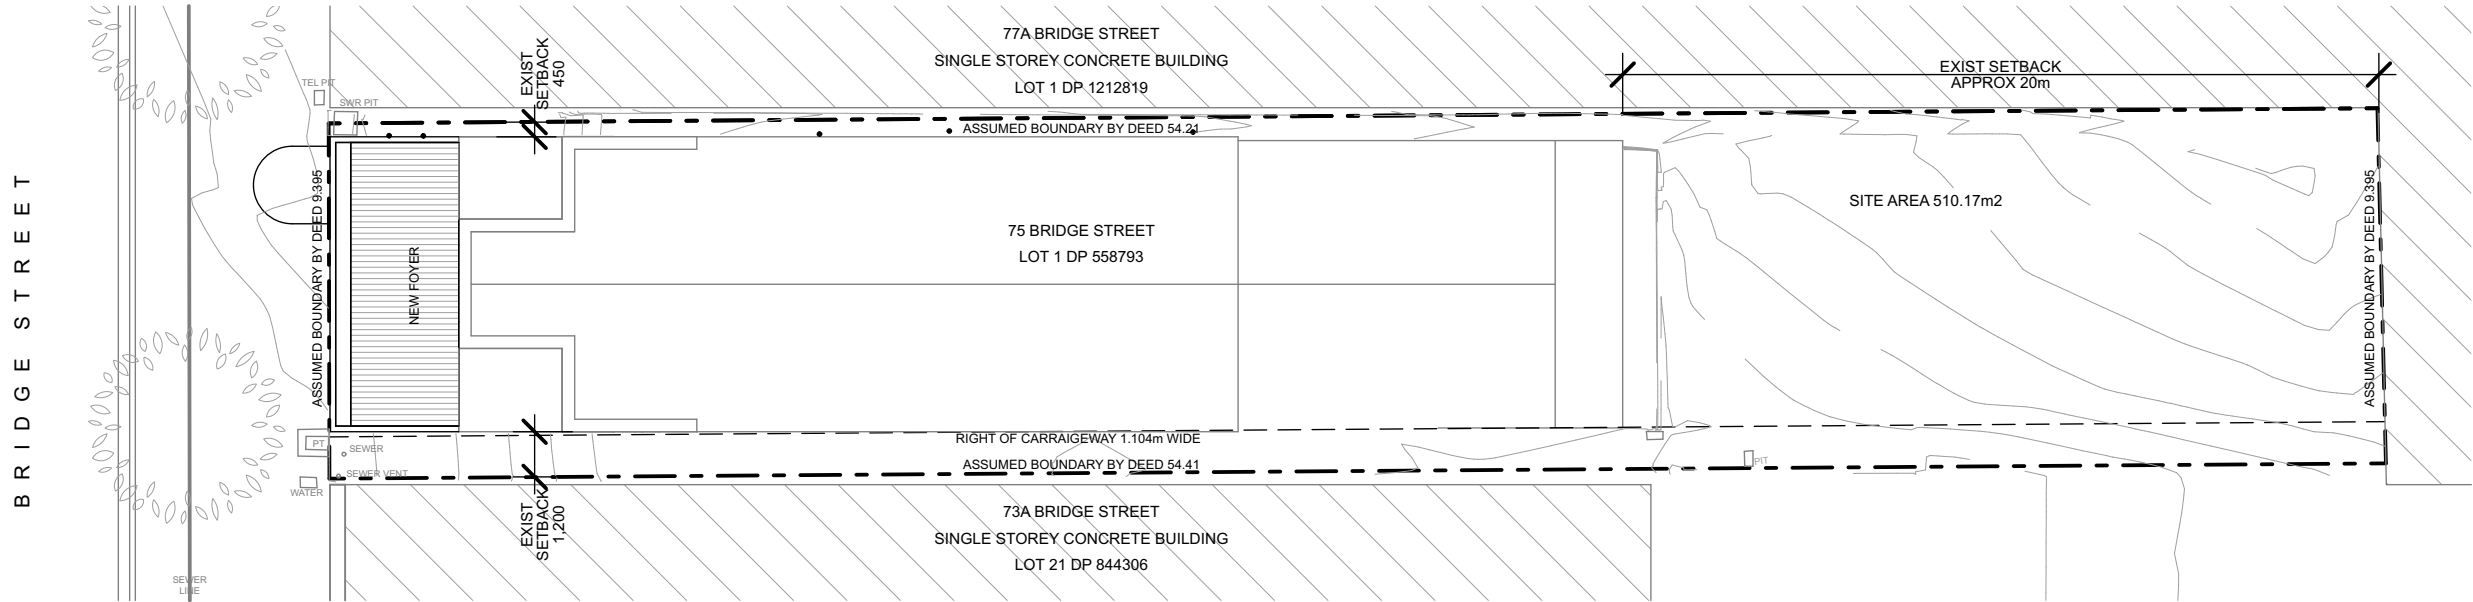 77A BRIDGE STREET
SINGLE STOREY CONCRETE BUILDING
LOT 1 DP 1212819
EXIST
SETBACK
450
EXIST SETBACK
APPROX 20m
TEL PIT
SWR PIT
ASSUMED BOUNDARY BY DEED 54.21
BRIDGE STREET
ASSUMED BOUNDARY BY DEED 9.395
NEW FOYER
75 BRIDGE STREET
LOT 1 DP 558793
SITE AREA 510.17m2
ASSUMED BOUNDARY BY DEED 9.395
RIGHT OF CARRAIGEWAY 1.104m WIDE
ASSUMED BOUNDARY BY DEED 54.41
PT
SEWER
SEWER VENT
WATER
PIT
EXIST
SETBACK
1,200
73A BRIDGE STREET
SINGLE STOREY CONCRETE BUILDING
LOT 21 DP 844306
SEWER
LINE